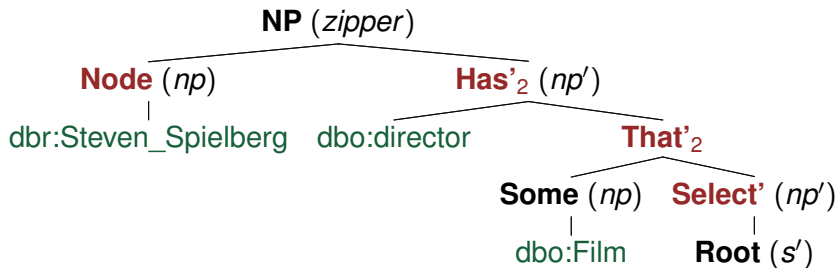 NP (zipper)
Node (np) Has'₂ (np′)
dbr:Steven_Spielberg dbo:director That'₂
Some (np) Select' (np′)
dbo:Film Root (s′)